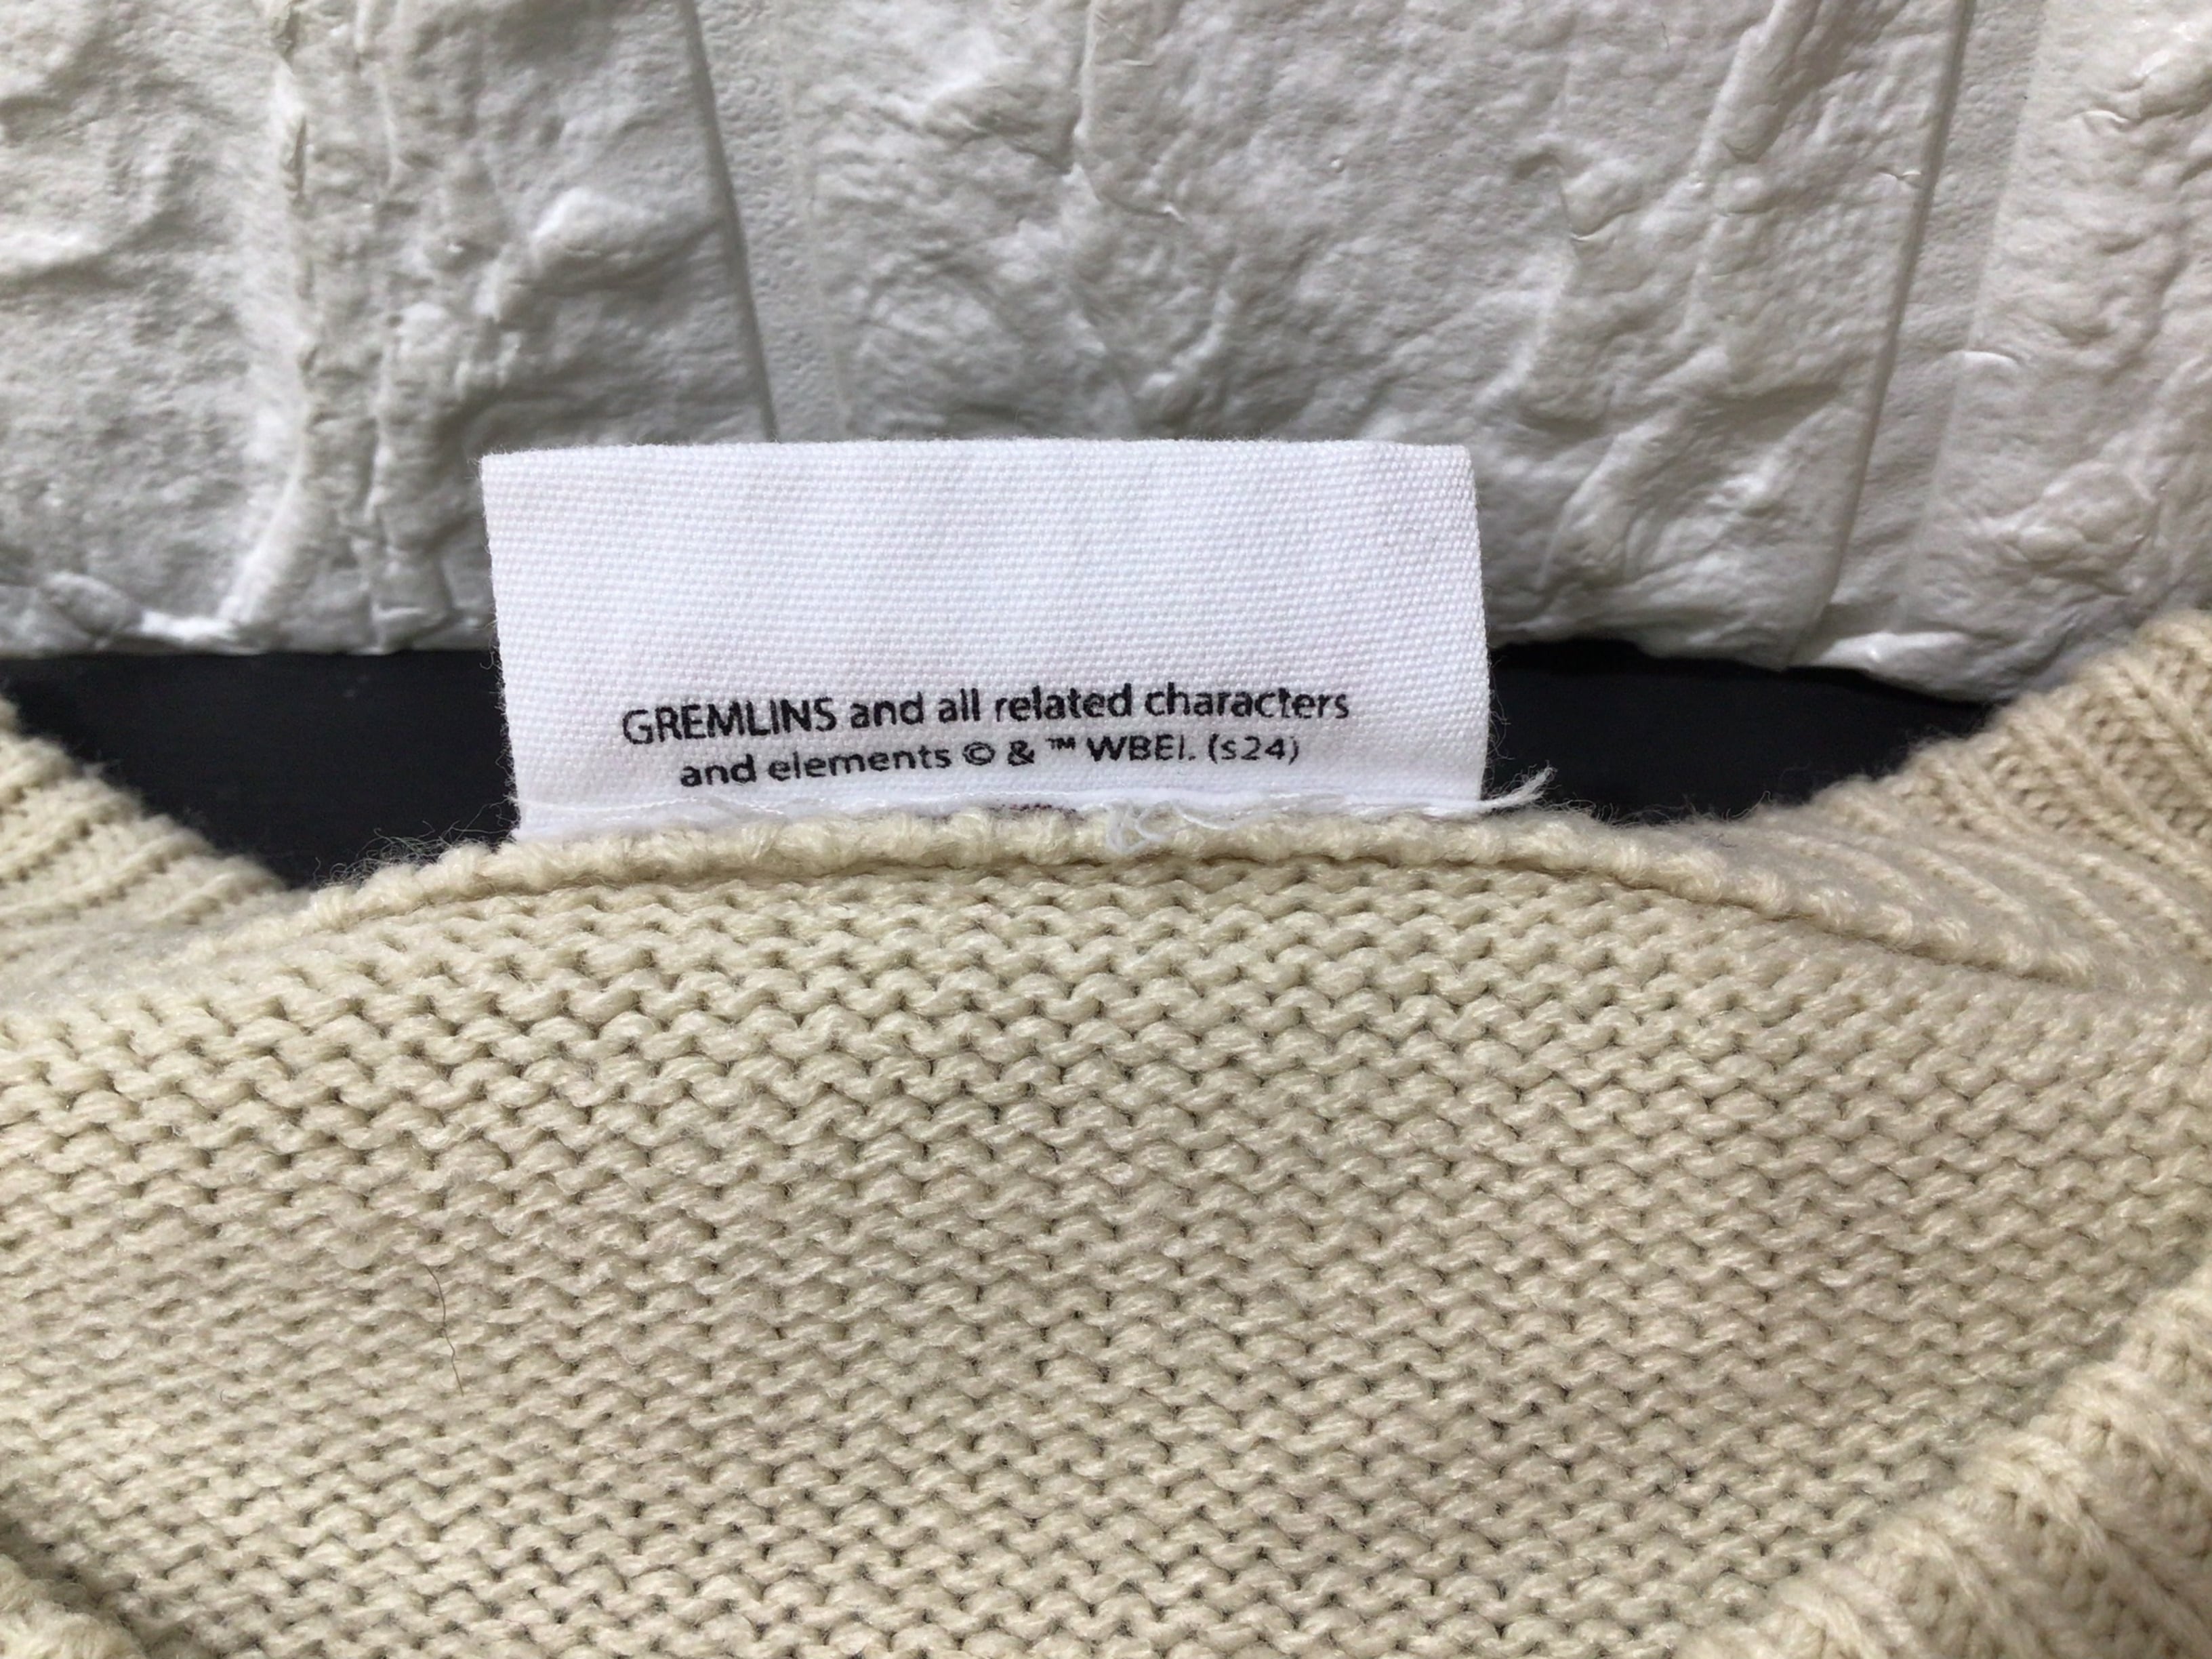 GREMLINS and all related characters
and elements © & ™ WBEI. (s24)